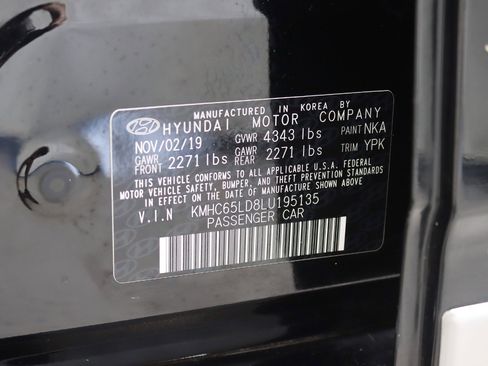 MANUFACTURED IN KOREA BY
HYUNDAI MOTOR COMPANY
NOV/02/19 GVWR 4343 lbs PAINT NKA
GAWR FRONT 2271 lbs GAWR REAR 2271 lbs TRIM YPK
THIS VEHICLE CONFORMS TO ALL APPLICABLE U.S.A. FEDERAL
MOTOR VEHICLE SAFETY, BUMPER, AND THEFT PREVENTION STANDARDS
IN EFFECT ON THE DATE OF MANUFACTURE SHOWN ABOVE
V.I.N KMHC65LD8LU195135
PASSENGER CAR